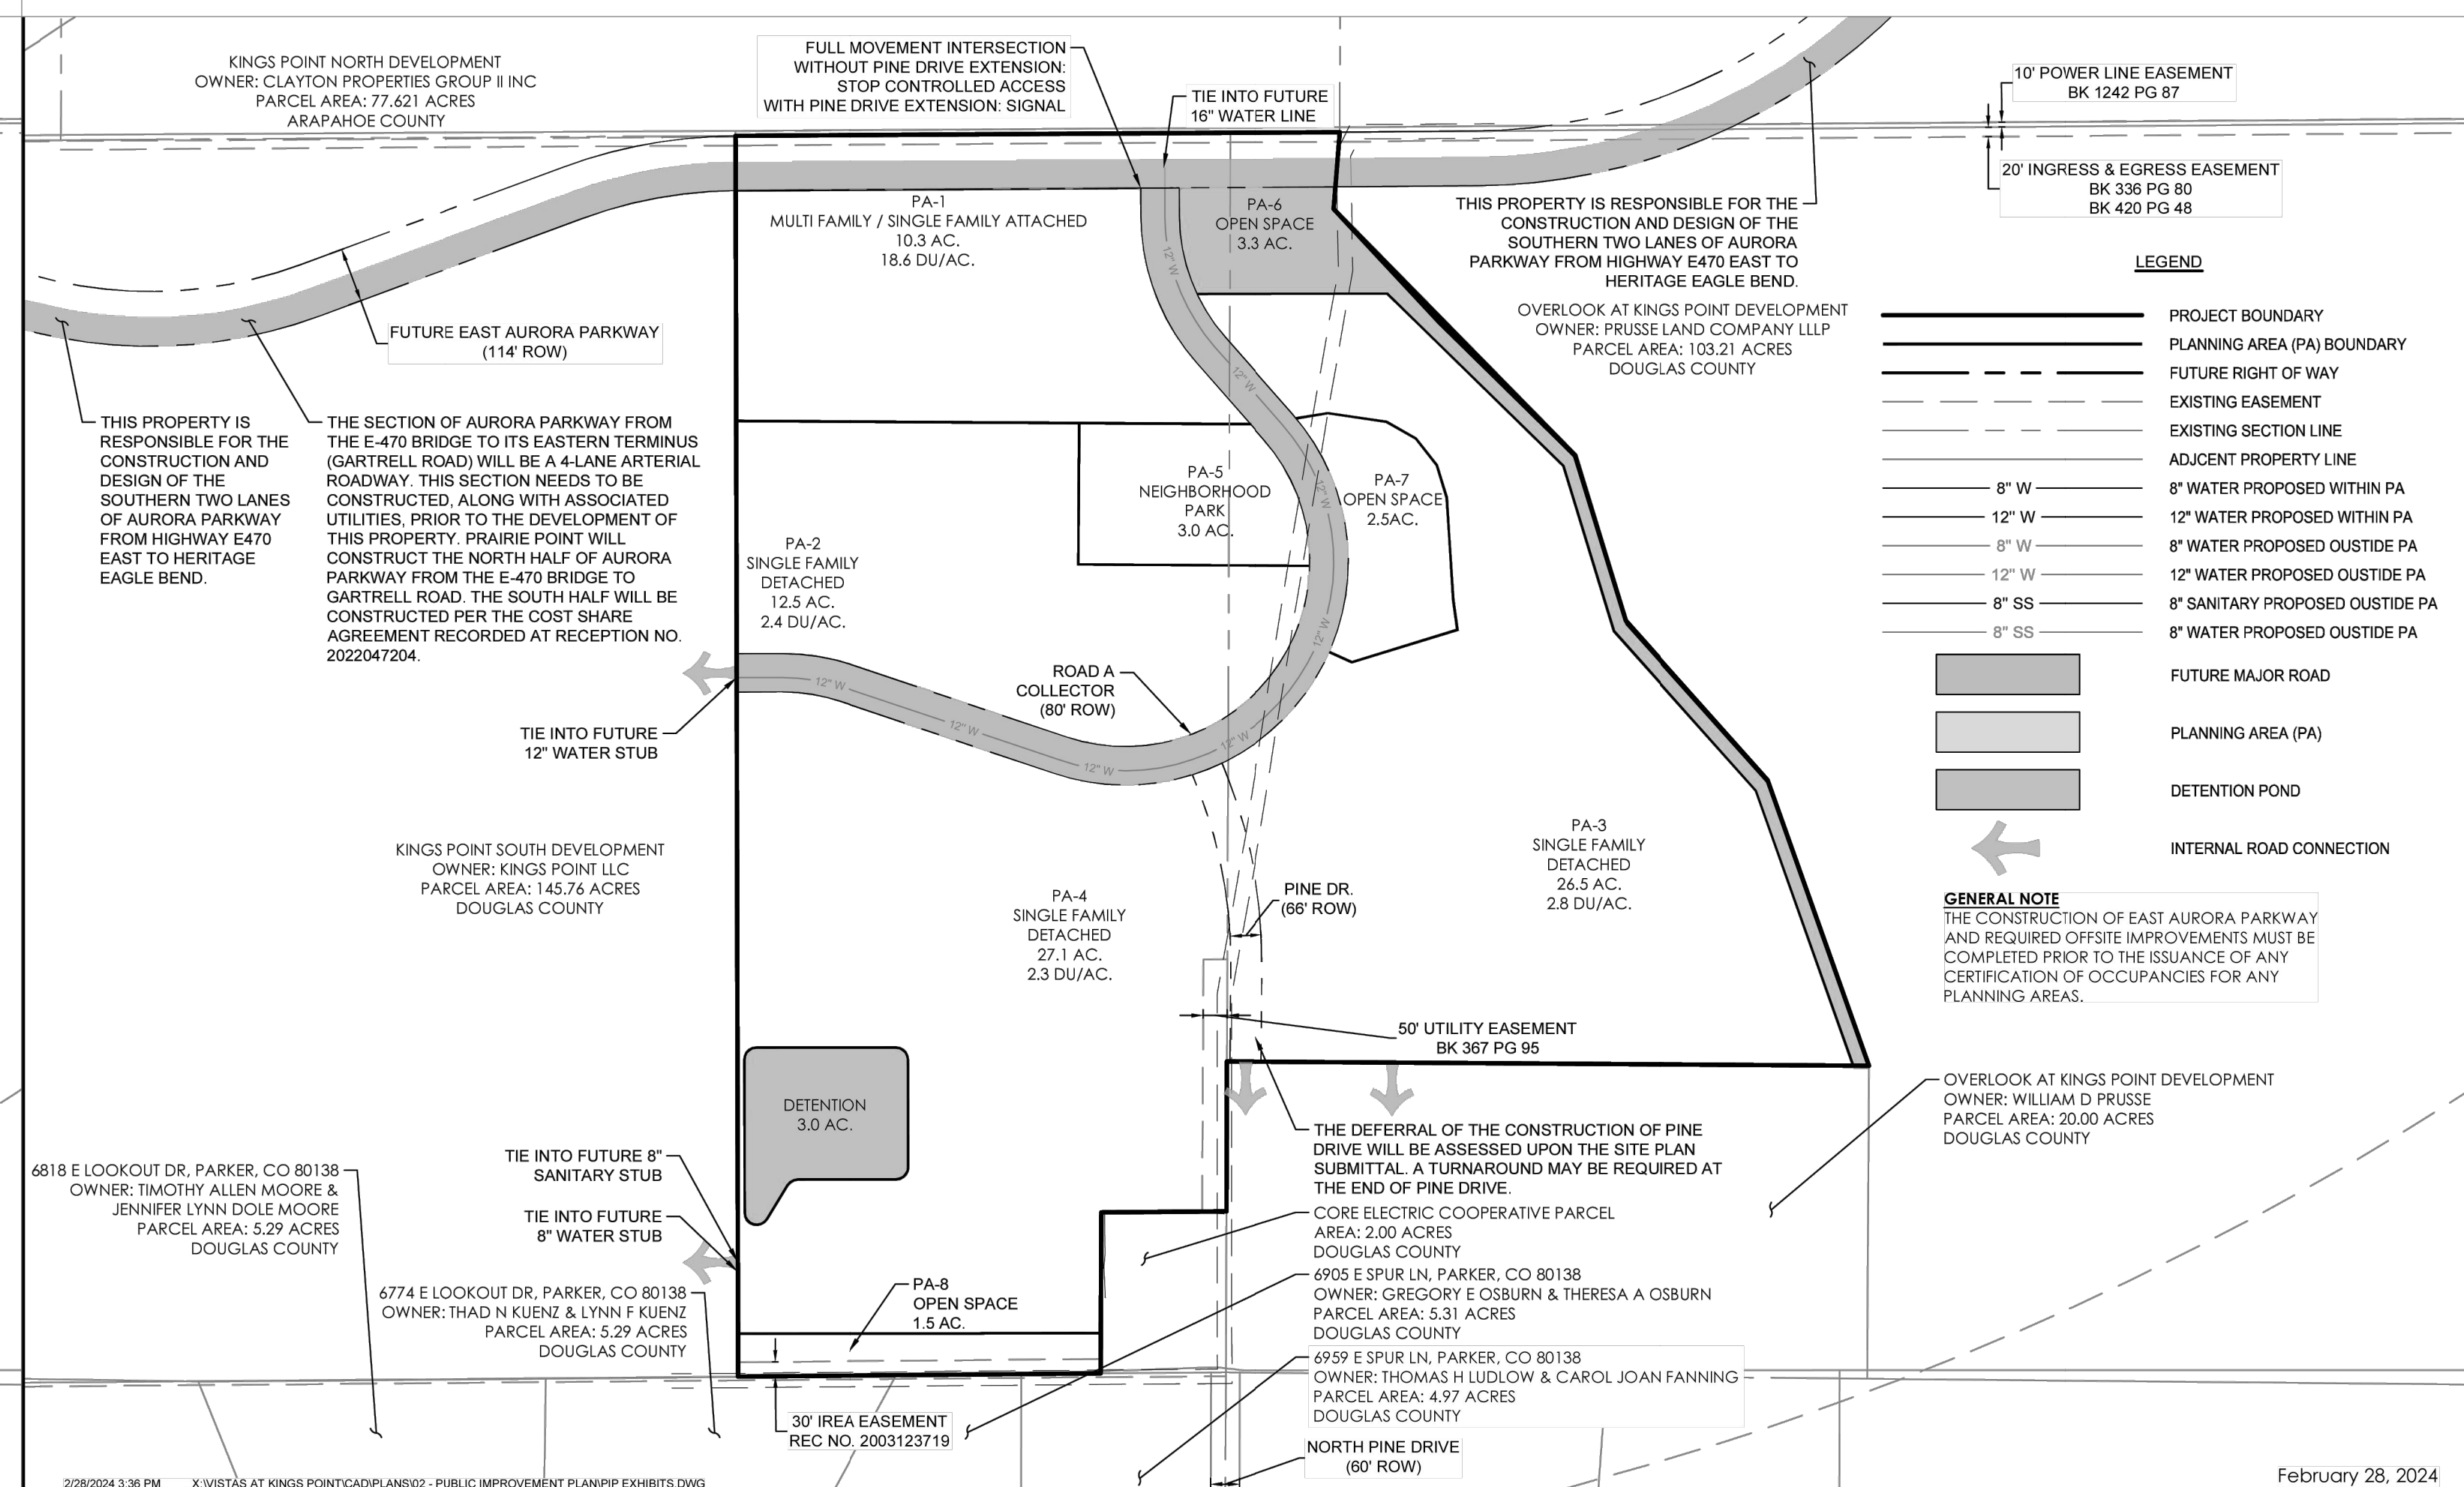 KINGS POINT NORTH DEVELOPMENT
OWNER: CLAYTON PROPERTIES GROUP II INC
PARCEL AREA: 77.621 ACRES
ARAPAHOE COUNTY
FULL MOVEMENT INTERSECTION
WITHOUT PINE DRIVE EXTENSION:
STOP CONTROLLED ACCESS
WITH PINE DRIVE EXTENSION: SIGNAL
TIE INTO FUTURE
16" WATER LINE
10' POWER LINE EASEMENT
BK 1242 PG 87
20' INGRESS & EGRESS EASEMENT
BK 336 PG 80
BK 420 PG 48
PA-1
MULTI FAMILY / SINGLE FAMILY ATTACHED
10.3 AC.
18.6 DU/AC.
PA-6
OPEN SPACE
3.3 AC.
THIS PROPERTY IS RESPONSIBLE FOR THE
CONSTRUCTION AND DESIGN OF THE
SOUTHERN TWO LANES OF AURORA
PARKWAY FROM HIGHWAY E470 EAST TO
HERITAGE EAGLE BEND.
OVERLOOK AT KINGS POINT DEVELOPMENT
OWNER: PRUSSE LAND COMPANY LLLP
PARCEL AREA: 103.21 ACRES
DOUGLAS COUNTY
FUTURE EAST AURORA PARKWAY
(114' ROW)
THIS PROPERTY IS
RESPONSIBLE FOR THE
CONSTRUCTION AND
DESIGN OF THE
SOUTHERN TWO LANES
OF AURORA PARKWAY
FROM HIGHWAY E470
EAST TO HERITAGE
EAGLE BEND.
THE SECTION OF AURORA PARKWAY FROM
THE E-470 BRIDGE TO ITS EASTERN TERMINUS
(GARTRELL ROAD) WILL BE A 4-LANE ARTERIAL
ROADWAY. THIS SECTION NEEDS TO BE
CONSTRUCTED, ALONG WITH ASSOCIATED
UTILITIES, PRIOR TO THE DEVELOPMENT OF
THIS PROPERTY. PRAIRIE POINT WILL
CONSTRUCT THE NORTH HALF OF AURORA
PARKWAY FROM THE E-470 BRIDGE TO
GARTRELL ROAD. THE SOUTH HALF WILL BE
CONSTRUCTED PER THE COST SHARE
AGREEMENT RECORDED AT RECEPTION NO.
2022047204.
12" W
12" W
12" W
12" W
12" W
12" W
12" W
12" W
PA-5
NEIGHBORHOOD
PARK
3.0 AC.
PA-7
OPEN SPACE
2.5AC.
PA-2
SINGLE FAMILY
DETACHED
12.5 AC.
2.4 DU/AC.
ROAD A
COLLECTOR
(80' ROW)
TIE INTO FUTURE
12" WATER STUB
LEGEND
PROJECT BOUNDARY
PLANNING AREA (PA) BOUNDARY
FUTURE RIGHT OF WAY
EXISTING EASEMENT
EXISTING SECTION LINE
ADJCENT PROPERTY LINE
8" W 8" WATER PROPOSED WITHIN PA
12" W 12" WATER PROPOSED WITHIN PA
8" W 8" WATER PROPOSED OUSTIDE PA
12" W 12" WATER PROPOSED OUSTIDE PA
8" SS 8" SANITARY PROPOSED OUSTIDE PA
8" SS 8" WATER PROPOSED OUSTIDE PA
FUTURE MAJOR ROAD
PLANNING AREA (PA)
DETENTION POND
INTERNAL ROAD CONNECTION
GENERAL NOTE
THE CONSTRUCTION OF EAST AURORA PARKWAY
AND REQUIRED OFFSITE IMPROVEMENTS MUST BE
COMPLETED PRIOR TO THE ISSUANCE OF ANY
CERTIFICATION OF OCCUPANCIES FOR ANY
PLANNING AREAS.
KINGS POINT SOUTH DEVELOPMENT
OWNER: KINGS POINT LLC
PARCEL AREA: 145.76 ACRES
DOUGLAS COUNTY
PA-4
SINGLE FAMILY
DETACHED
27.1 AC.
2.3 DU/AC.
PINE DR.
(66' ROW)
PA-3
SINGLE FAMILY
DETACHED
26.5 AC.
2.8 DU/AC.
50' UTILITY EASEMENT
BK 367 PG 95
DETENTION
3.0 AC.
THE DEFERRAL OF THE CONSTRUCTION OF PINE
DRIVE WILL BE ASSESSED UPON THE SITE PLAN
SUBMITTAL. A TURNAROUND MAY BE REQUIRED AT
THE END OF PINE DRIVE.
OVERLOOK AT KINGS POINT DEVELOPMENT
OWNER: WILLIAM D PRUSSE
PARCEL AREA: 20.00 ACRES
DOUGLAS COUNTY
6818 E LOOKOUT DR, PARKER, CO 80138
OWNER: TIMOTHY ALLEN MOORE &
JENNIFER LYNN DOLE MOORE
PARCEL AREA: 5.29 ACRES
DOUGLAS COUNTY
TIE INTO FUTURE 8"
SANITARY STUB
TIE INTO FUTURE
8" WATER STUB
6774 E LOOKOUT DR, PARKER, CO 80138
OWNER: THAD N KUENZ & LYNN F KUENZ
PARCEL AREA: 5.29 ACRES
DOUGLAS COUNTY
PA-8
OPEN SPACE
1.5 AC.
CORE ELECTRIC COOPERATIVE PARCEL
AREA: 2.00 ACRES
DOUGLAS COUNTY
6905 E SPUR LN, PARKER, CO 80138
OWNER: GREGORY E OSBURN & THERESA A OSBURN
PARCEL AREA: 5.31 ACRES
DOUGLAS COUNTY
6959 E SPUR LN, PARKER, CO 80138
OWNER: THOMAS H LUDLOW & CAROL JOAN FANNING
PARCEL AREA: 4.97 ACRES
DOUGLAS COUNTY
30' IREA EASEMENT
REC NO. 2003123719
NORTH PINE DRIVE
(60' ROW)
2/28/2024 3:36 PM X:\VISTAS AT KINGS POINT\CAD\PLANS\02 - PUBLIC IMPROVEMENT PLAN\PIP EXHIBITS.DWG
February 28, 2024